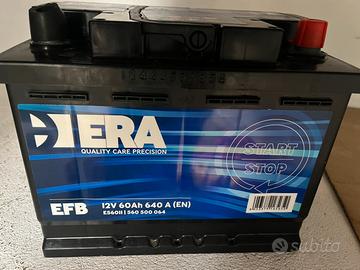 ERA
QUALITY CARE PRECISION
START
STOP
EFB
12V 60Ah 640 A (EN)
E56011 | 560 500 064
subito